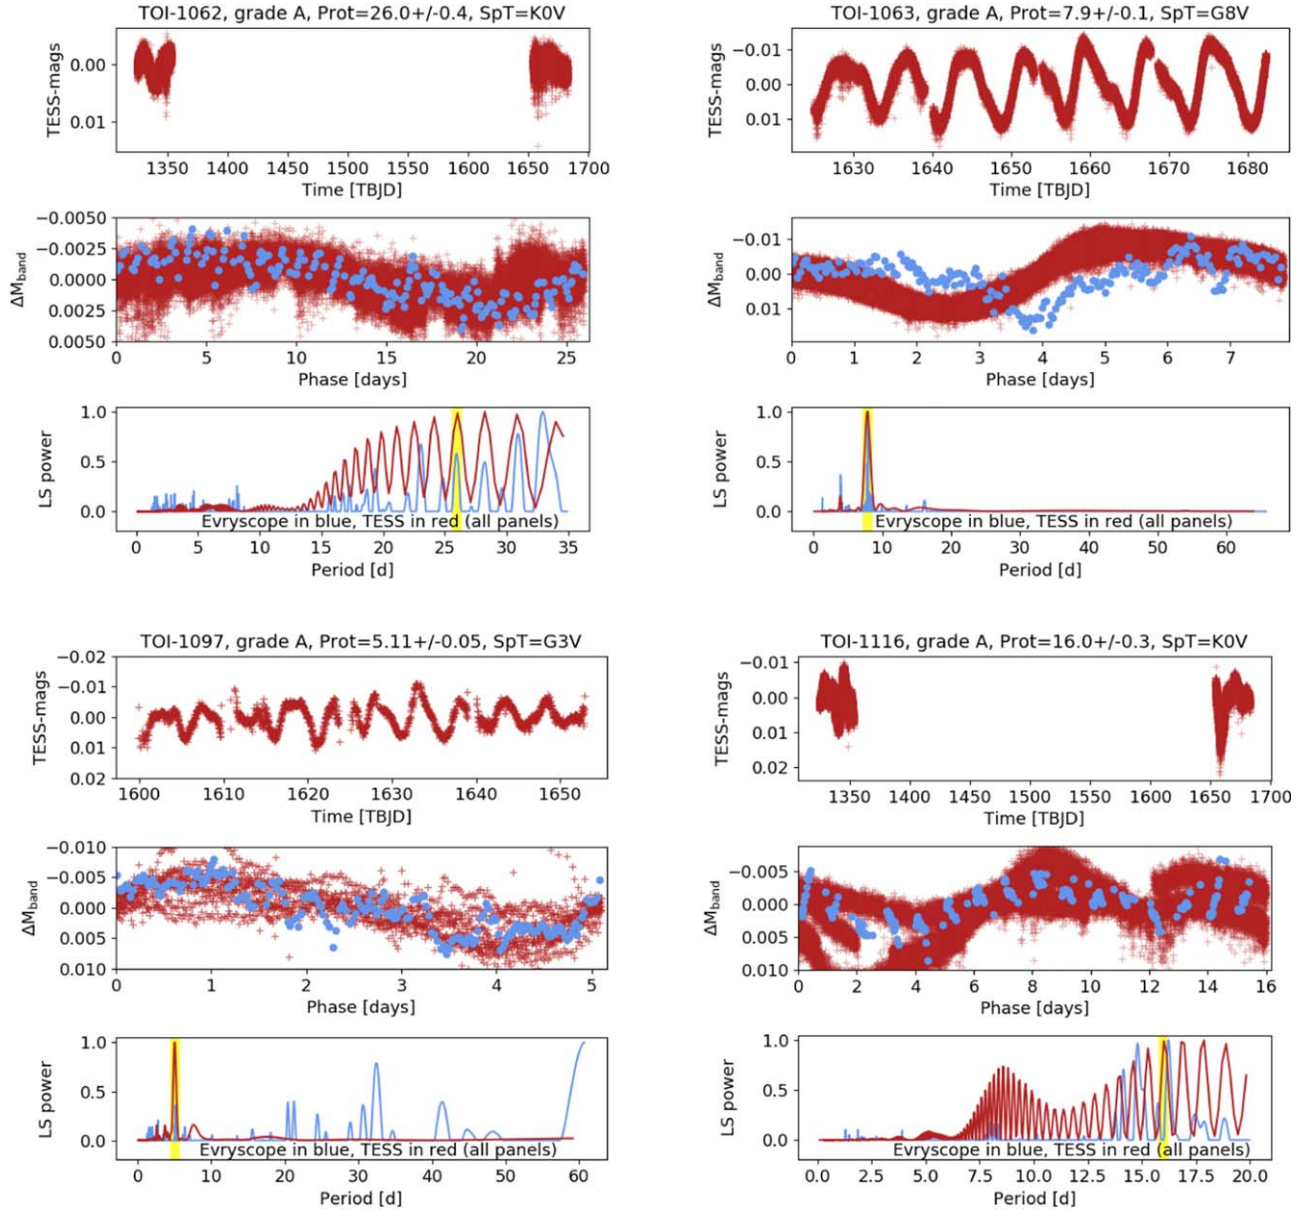 TOI-1062, grade A, Prot=26.0+/-0.4, SpT=K0V
TESS-mags
0.00
0.01
1350 1400 1450 1500 1550 1600 1650 1700
Time [TBJD]
ΔM_band
−0.0050
−0.0025
0.0000
0.0025
0.0050
0 5 10 15 20 25
Phase [days]
LS power
1.0
0.5
0.0
Evryscope in blue, TESS in red (all panels)
0 5 10 15 20 25 30 35
Period [d]
TOI-1063, grade A, Prot=7.9+/-0.1, SpT=G8V
TESS-mags
−0.01
0.00
0.01
1630 1640 1650 1660 1670 1680
Time [TBJD]
ΔM_band
−0.01
0.00
0.01
0 1 2 3 4 5 6 7
Phase [days]
LS power
1.0
0.5
0.0
Evryscope in blue, TESS in red (all panels)
0 10 20 30 40 50 60
Period [d]
TOI-1097, grade A, Prot=5.11+/-0.05, SpT=G3V
TESS-mags
−0.02
−0.01
0.00
0.01
0.02
1600 1610 1620 1630 1640 1650
Time [TBJD]
ΔM_band
−0.010
−0.005
0.000
0.005
0.010
0 1 2 3 4 5
Phase [days]
LS power
1.0
0.5
0.0
Evryscope in blue, TESS in red (all panels)
0 10 20 30 40 50 60
Period [d]
TOI-1116, grade A, Prot=16.0+/-0.3, SpT=K0V
TESS-mags
−0.01
0.00
0.01
0.02
1350 1400 1450 1500 1550 1600 1650 1700
Time [TBJD]
ΔM_band
−0.005
0.000
0.005
0.010
0 2 4 6 8 10 12 14 16
Phase [days]
LS power
1.0
0.5
0.0
Evryscope in blue, TESS in red (all panels)
0.0 2.5 5.0 7.5 10.0 12.5 15.0 17.5 20.0
Period [d]